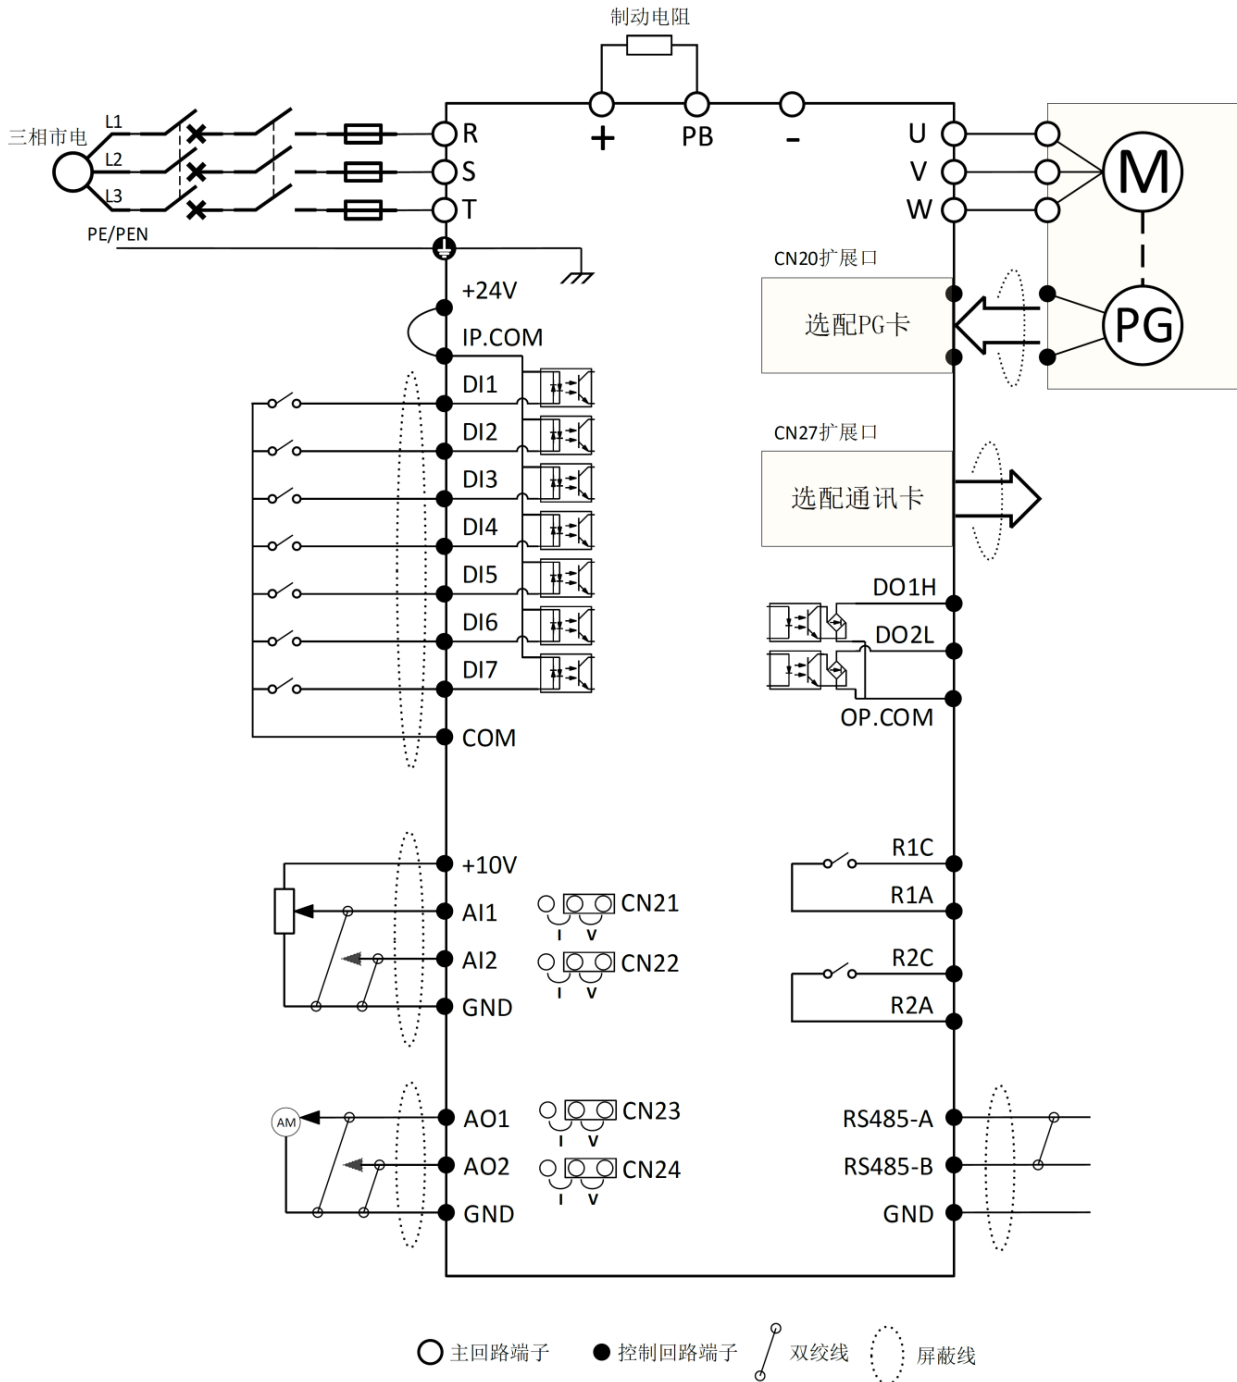 制动电阻
三相市电
L1
L2
L3
PE/PEN
R
S
T
+
PB
-
U
V
W
M
PG
CN20扩展口
选配PG卡
CN27扩展口
选配通讯卡
+24V
IP.COM
DI1
DI2
DI3
DI4
DI5
DI6
DI7
COM
DO1H
DO2L
OP.COM
+10V
AI1
AI2
GND
CN21
I V
CN22
I V
R1C
R1A
R2C
R2A
AM
AO1
AO2
GND
CN23
I V
CN24
I V
RS485-A
RS485-B
GND
主回路端子 控制回路端子 双绞线 屏蔽线